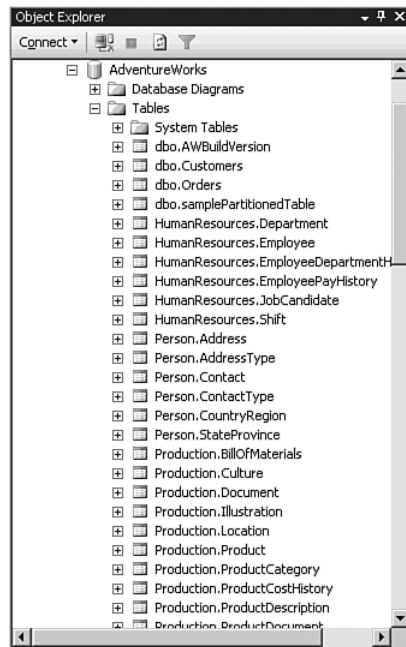 Object Explorer
Connect
AdventureWorks
Database Diagrams
Tables
System Tables
dbo.AWBuildVersion
dbo.Customers
dbo.Orders
dbo.samplePartitionedTable
HumanResources.Department
HumanResources.Employee
HumanResources.EmployeeDepartmentH
HumanResources.EmployeePayHistory
HumanResources.JobCandidate
HumanResources.Shift
Person.Address
Person.AddressType
Person.Contact
Person.ContactType
Person.CountryRegion
Person.StateProvince
Production.BillOfMaterials
Production.Culture
Production.Document
Production.Illustration
Production.Location
Production.Product
Production.ProductCategory
Production.ProductCostHistory
Production.ProductDescription
Production.ProductDocument